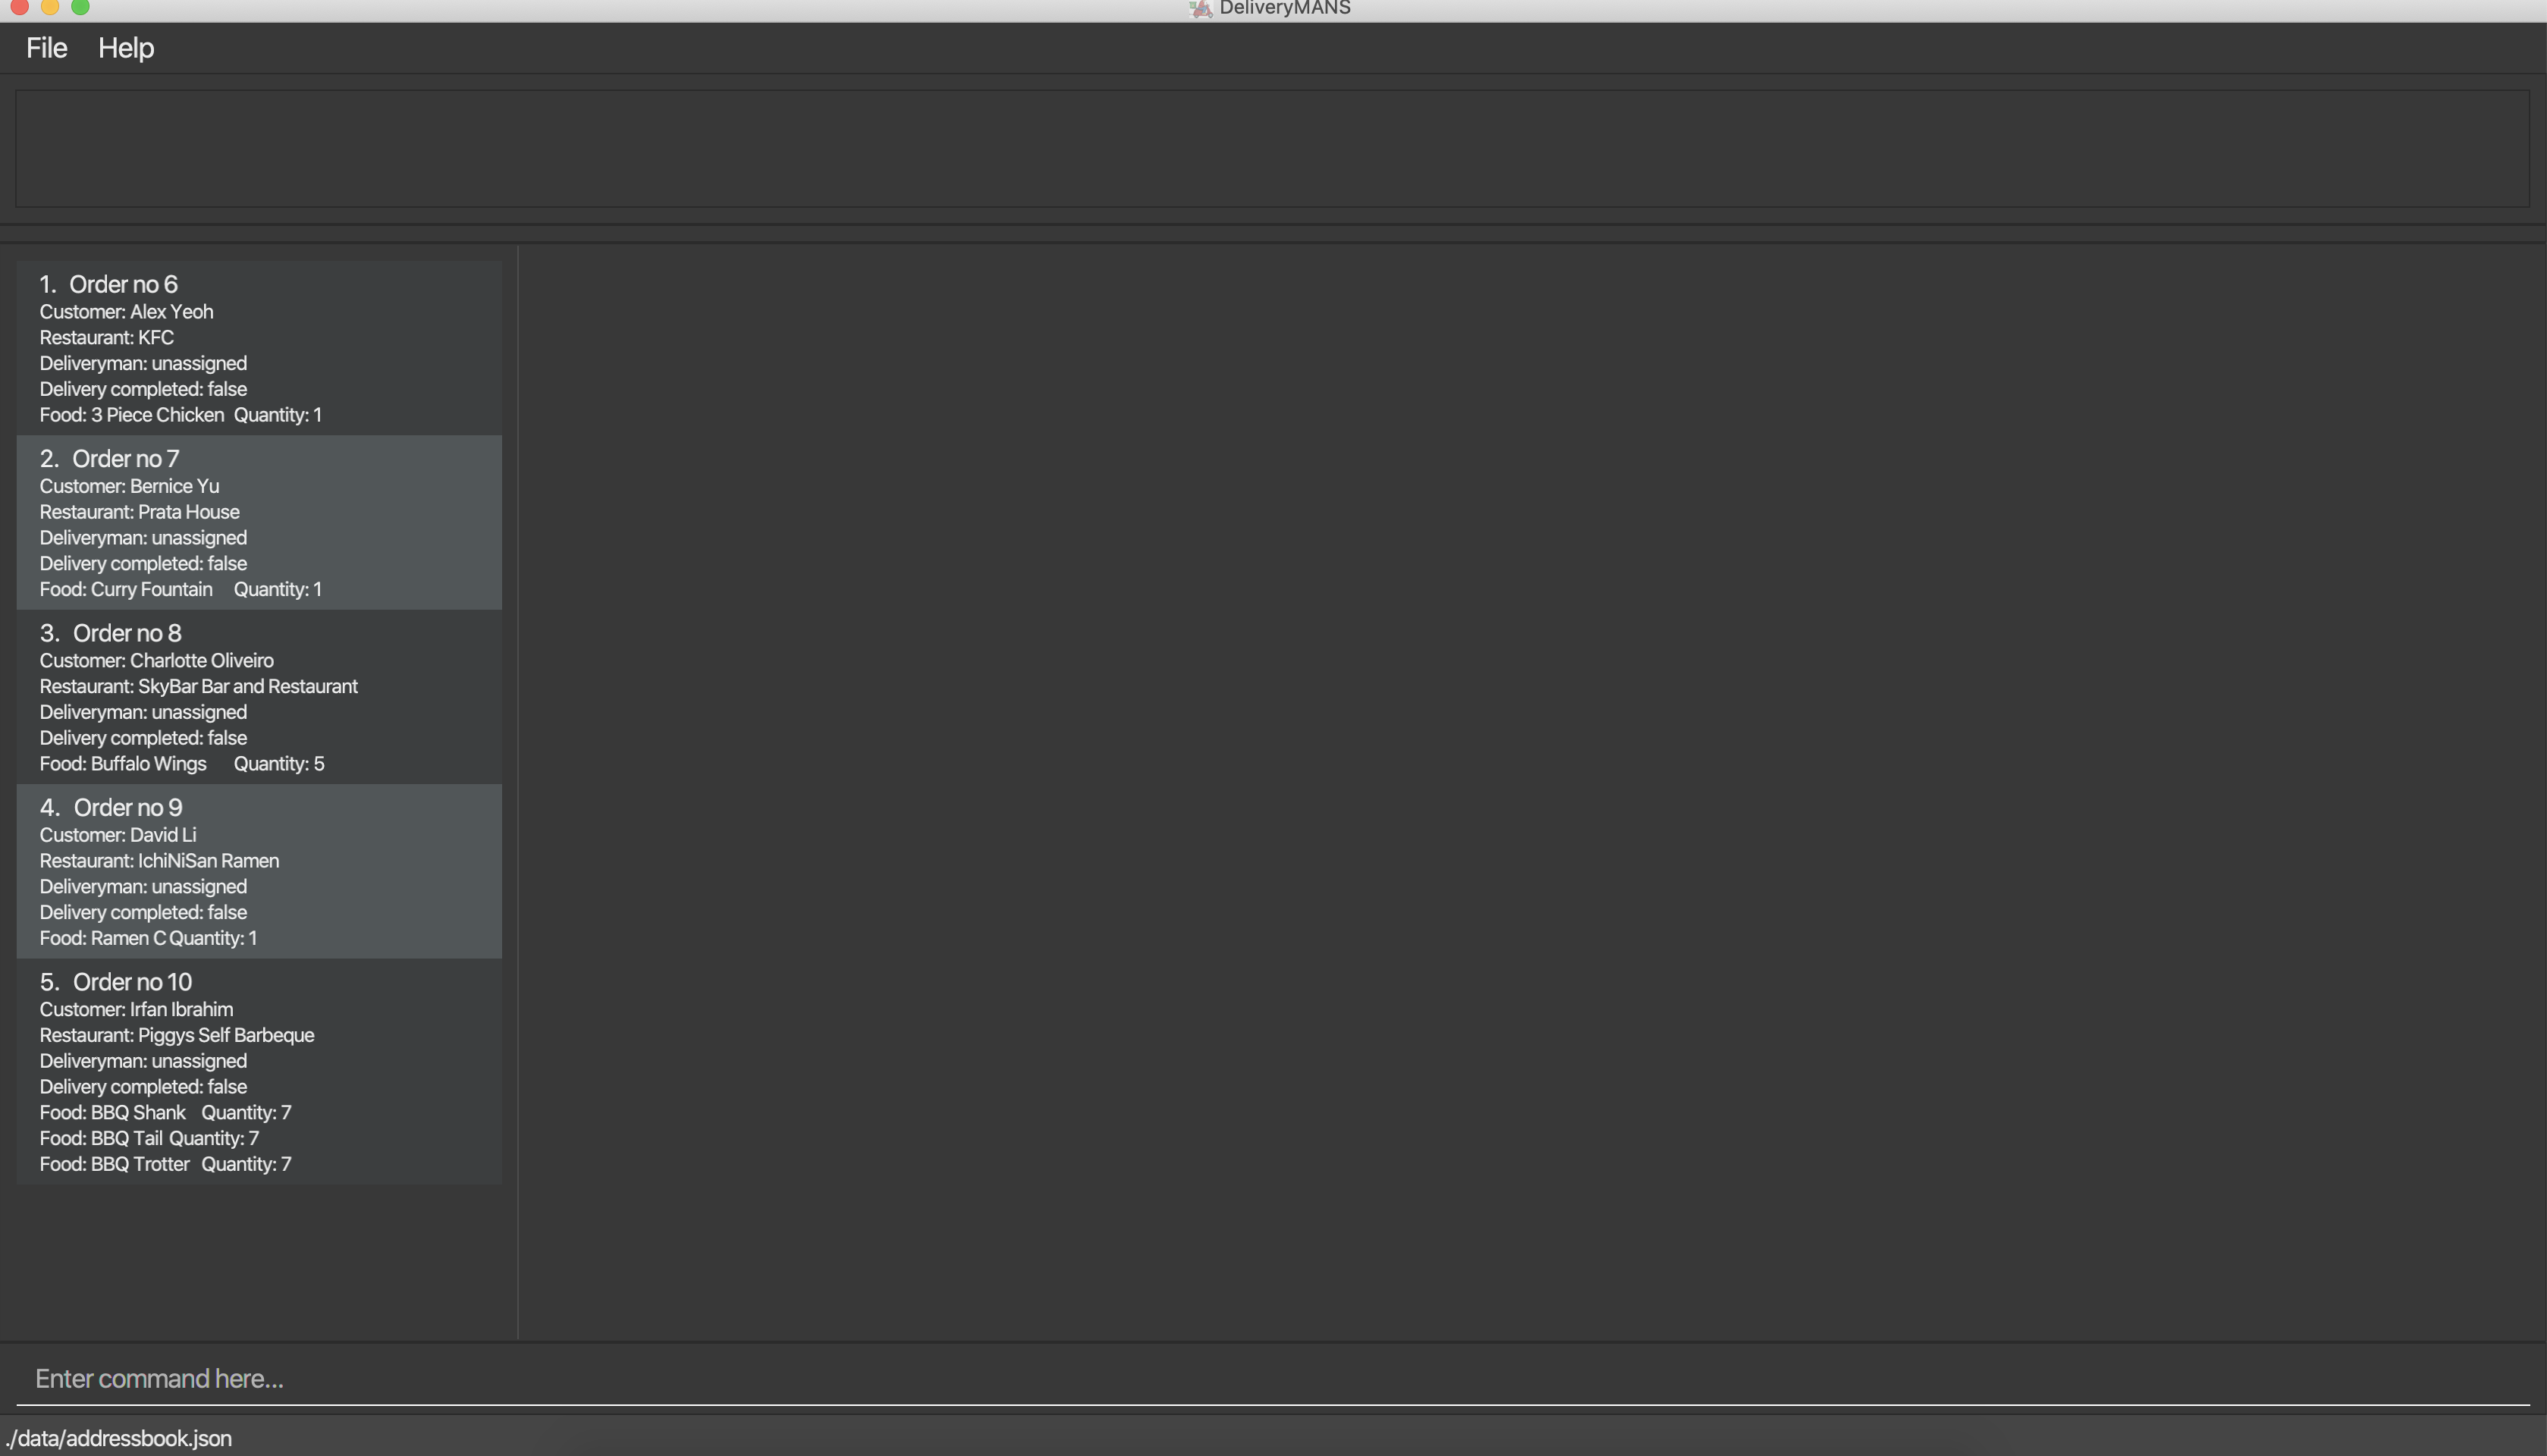 DeliveryMANS
File Help
1. Order no 6
Customer: Alex Yeoh
Restaurant: KFC
Deliveryman: unassigned
Delivery completed: false
Food: 3 Piece Chicken Quantity: 1
2. Order no 7
Customer: Bernice Yu
Restaurant: Prata House
Deliveryman: unassigned
Delivery completed: false
Food: Curry Fountain Quantity: 1
3. Order no 8
Customer: Charlotte Oliveiro
Restaurant: SkyBar Bar and Restaurant
Deliveryman: unassigned
Delivery completed: false
Food: Buffalo Wings Quantity: 5
4. Order no 9
Customer: David Li
Restaurant: IchiNiSan Ramen
Deliveryman: unassigned
Delivery completed: false
Food: Ramen C Quantity: 1
5. Order no 10
Customer: Irfan Ibrahim
Restaurant: Piggys Self Barbeque
Deliveryman: unassigned
Delivery completed: false
Food: BBQ Shank Quantity: 7
Food: BBQ Tail Quantity: 7
Food: BBQ Trotter Quantity: 7
Enter command here...
./data/addressbook.json